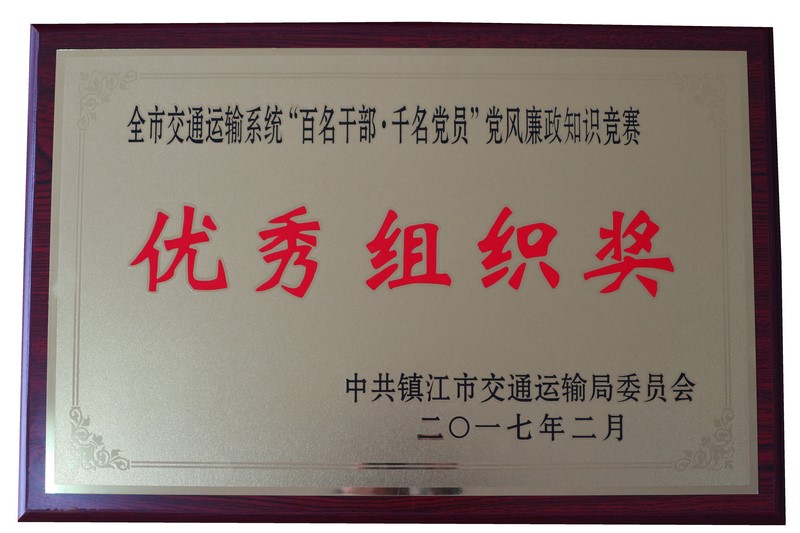 全市交通运输系统“百名干部·千名党员”党风廉政知识竞赛
优秀组织奖
中共镇江市交通运输局委员会
二〇一七年二月